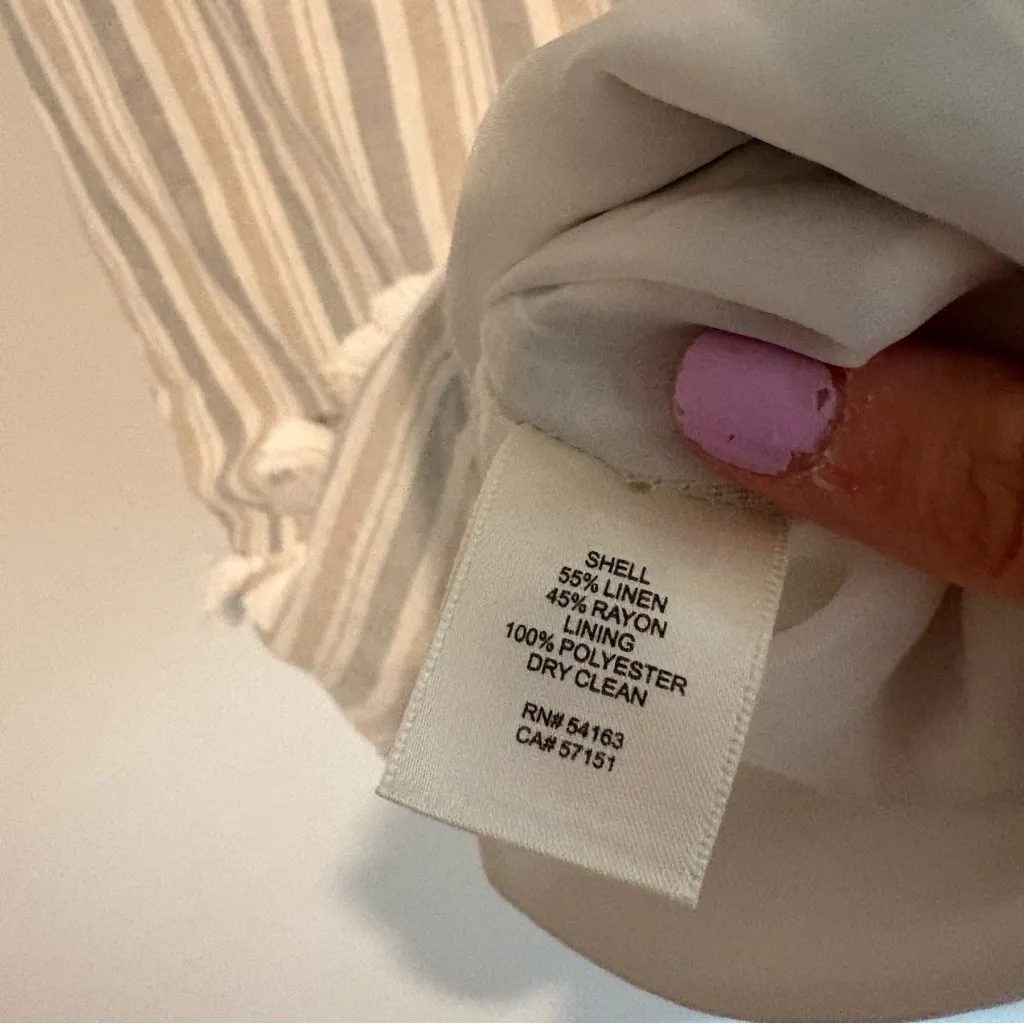 SHELL
55% LINEN
45% RAYON
LINING
100% POLYESTER
DRY CLEAN
RN# 54163
CA# 57151